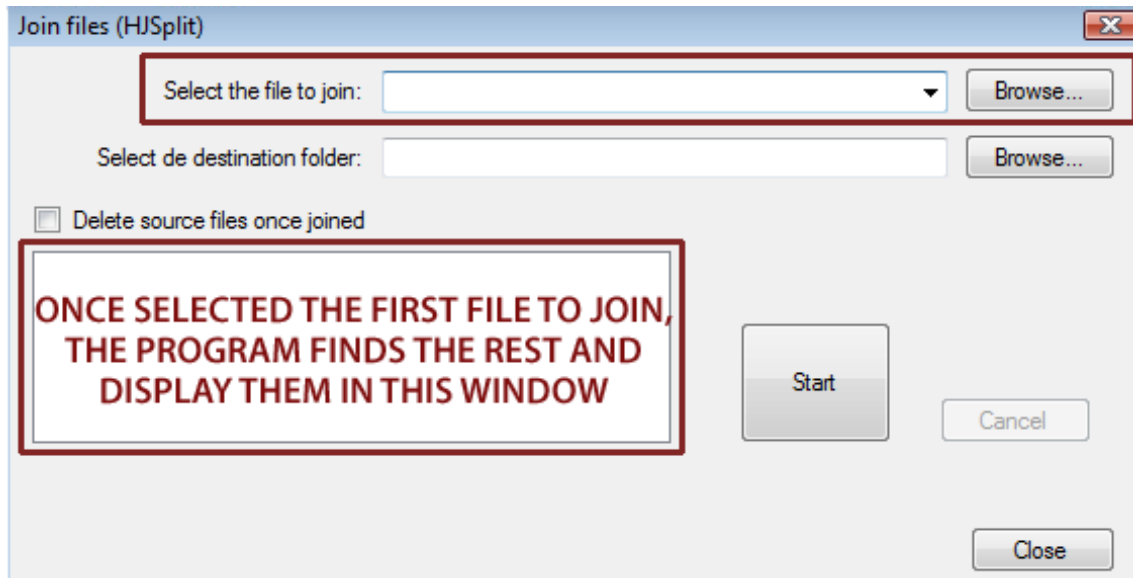 Join files (HJSplit)
Select the file to join: Browse...
Select de destination folder: Browse...
Delete source files once joined
ONCE SELECTED THE FIRST FILE TO JOIN,
THE PROGRAM FINDS THE REST AND
DISPLAY THEM IN THIS WINDOW
Start
Cancel
Close